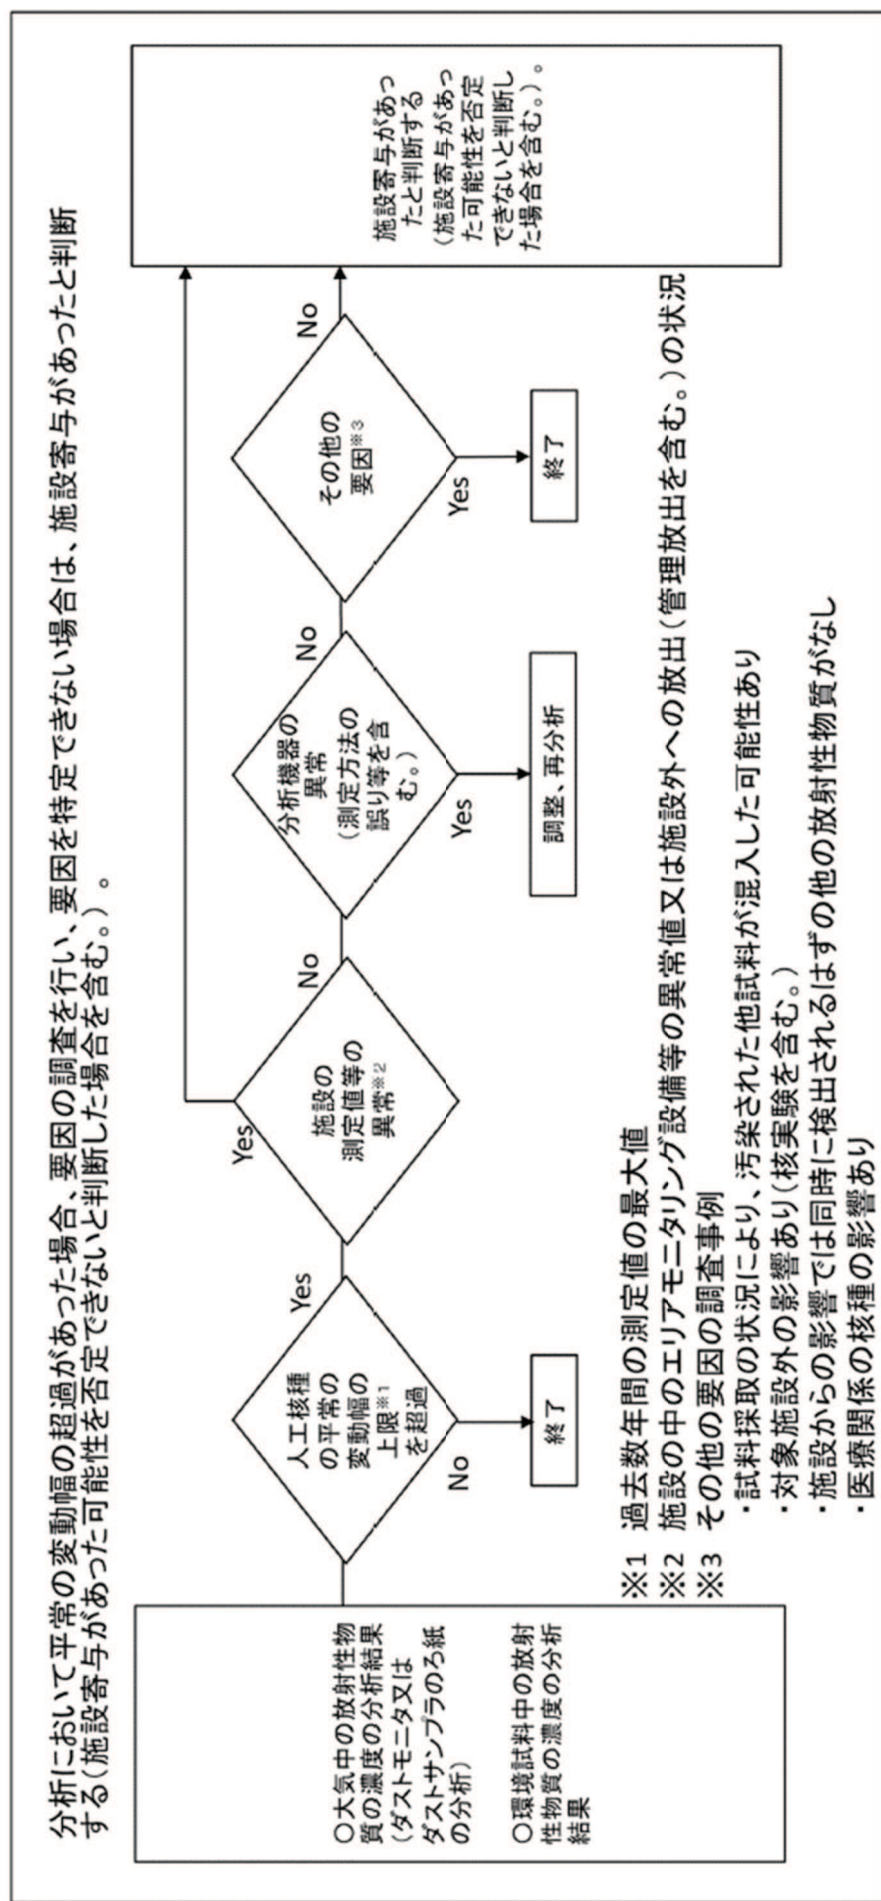 分析において平常の変動幅の超過があった場合、要因の調査を行い、要因を特定できない場合は、施設寄与があったと判断
する（施設寄与があった可能性を否定できないと判断した場合を含む。）。
○大気中の放射性物
質の濃度の分析結果
（ダストモニタ又は
ダストサンプラのろ紙
の分析）
○環境試料中の放射
性物質の濃度の分析
結果
人工核種
の平常の
変動幅の
上限※1
を超過
Yes
No
終了
施設の
測定値等の
異常※2
Yes
No
分析機器の
異常
（測定方法の
誤り等を含
む。）
No
Yes
調整、再分析
その他の
要因※3
No
Yes
終了
施設寄与があっ
たと判断する
（施設寄与があっ
た可能性を否定
できないと判断し
た場合を含む。）。
※1 過去数年間の測定値の最大値
※2 施設の中のエリアモニタリング設備等の異常値又は施設外への放出（管理放出を含む。）の状況
※3 その他の要因の調査事例
・試料採取の状況により、汚染された他試料が混入した可能性あり
・対象施設外の影響あり（核実験を含む。）
・施設からの影響では同時に検出されるはずの他の放射性物質がなし
・医療関係の核種の影響あり